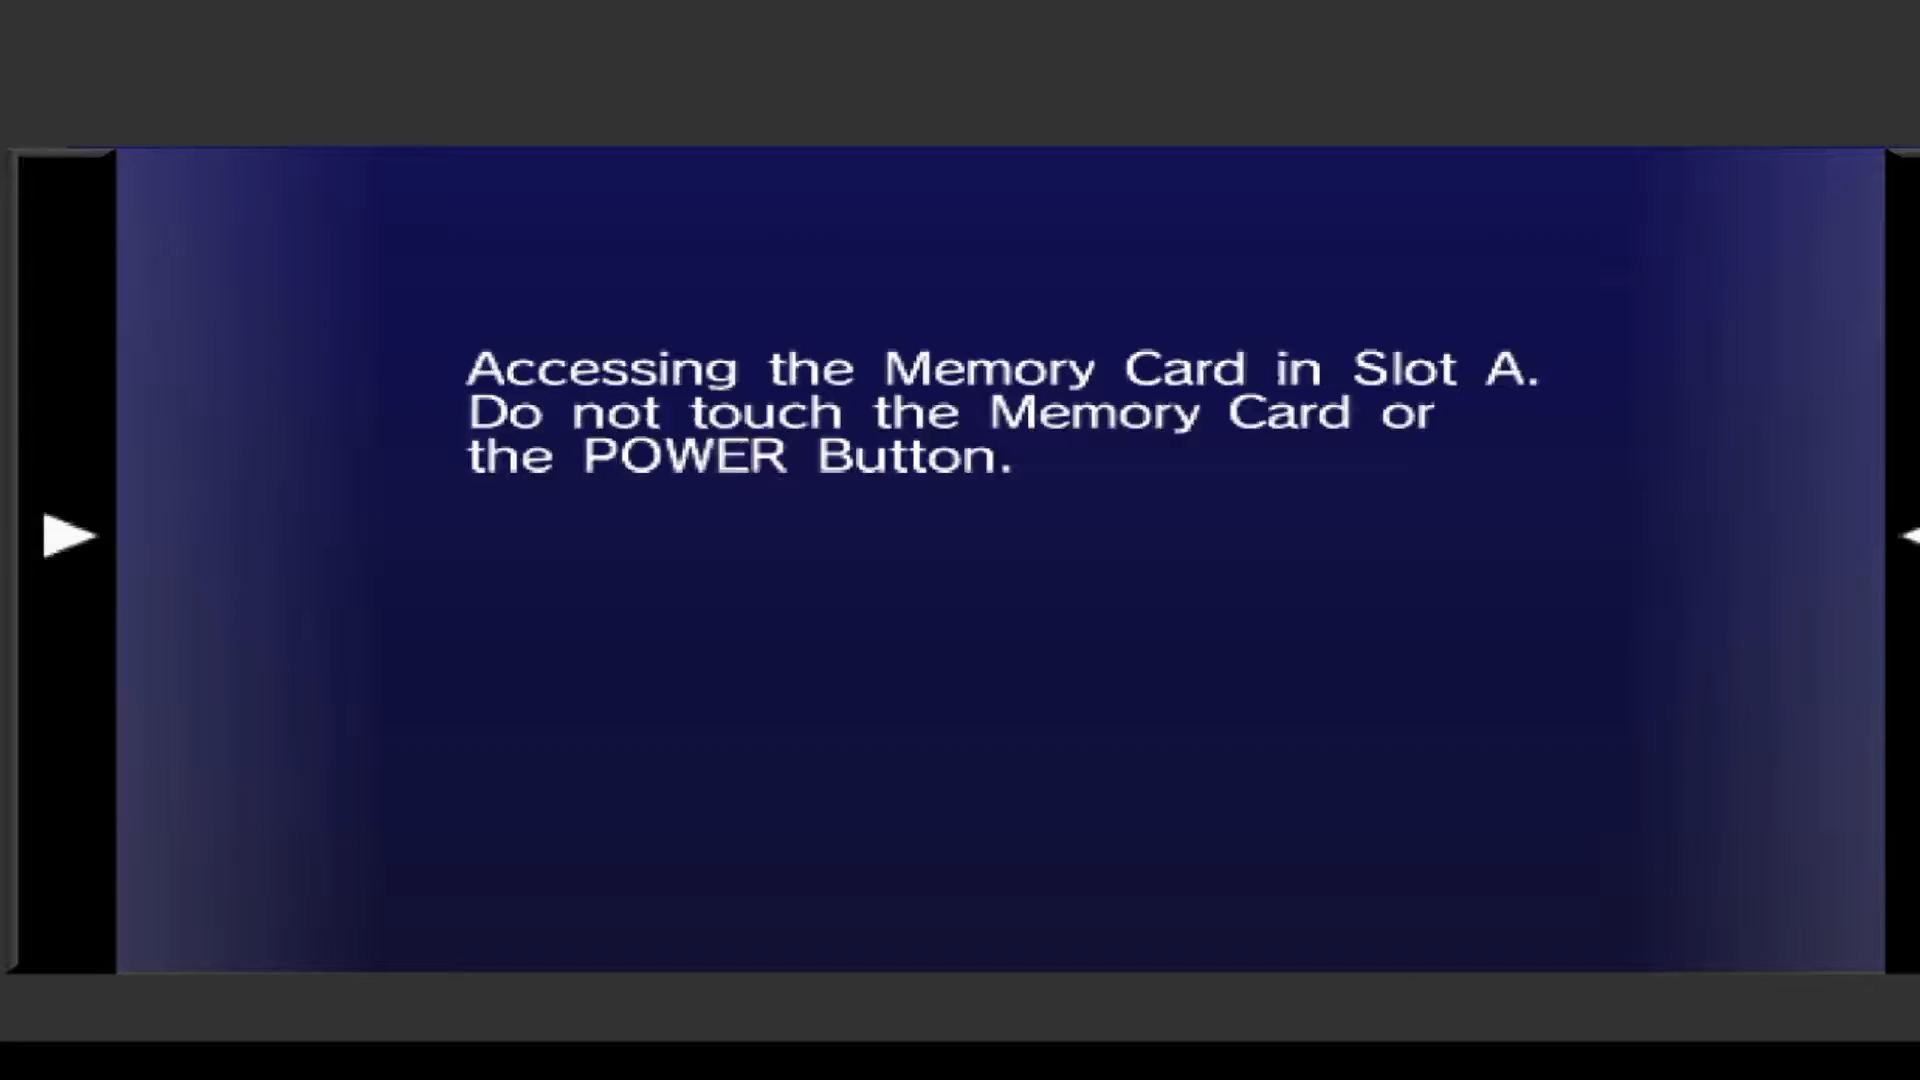 Accessing the Memory Card in Slot A.
Do not touch the Memory Card or
the POWER Button.